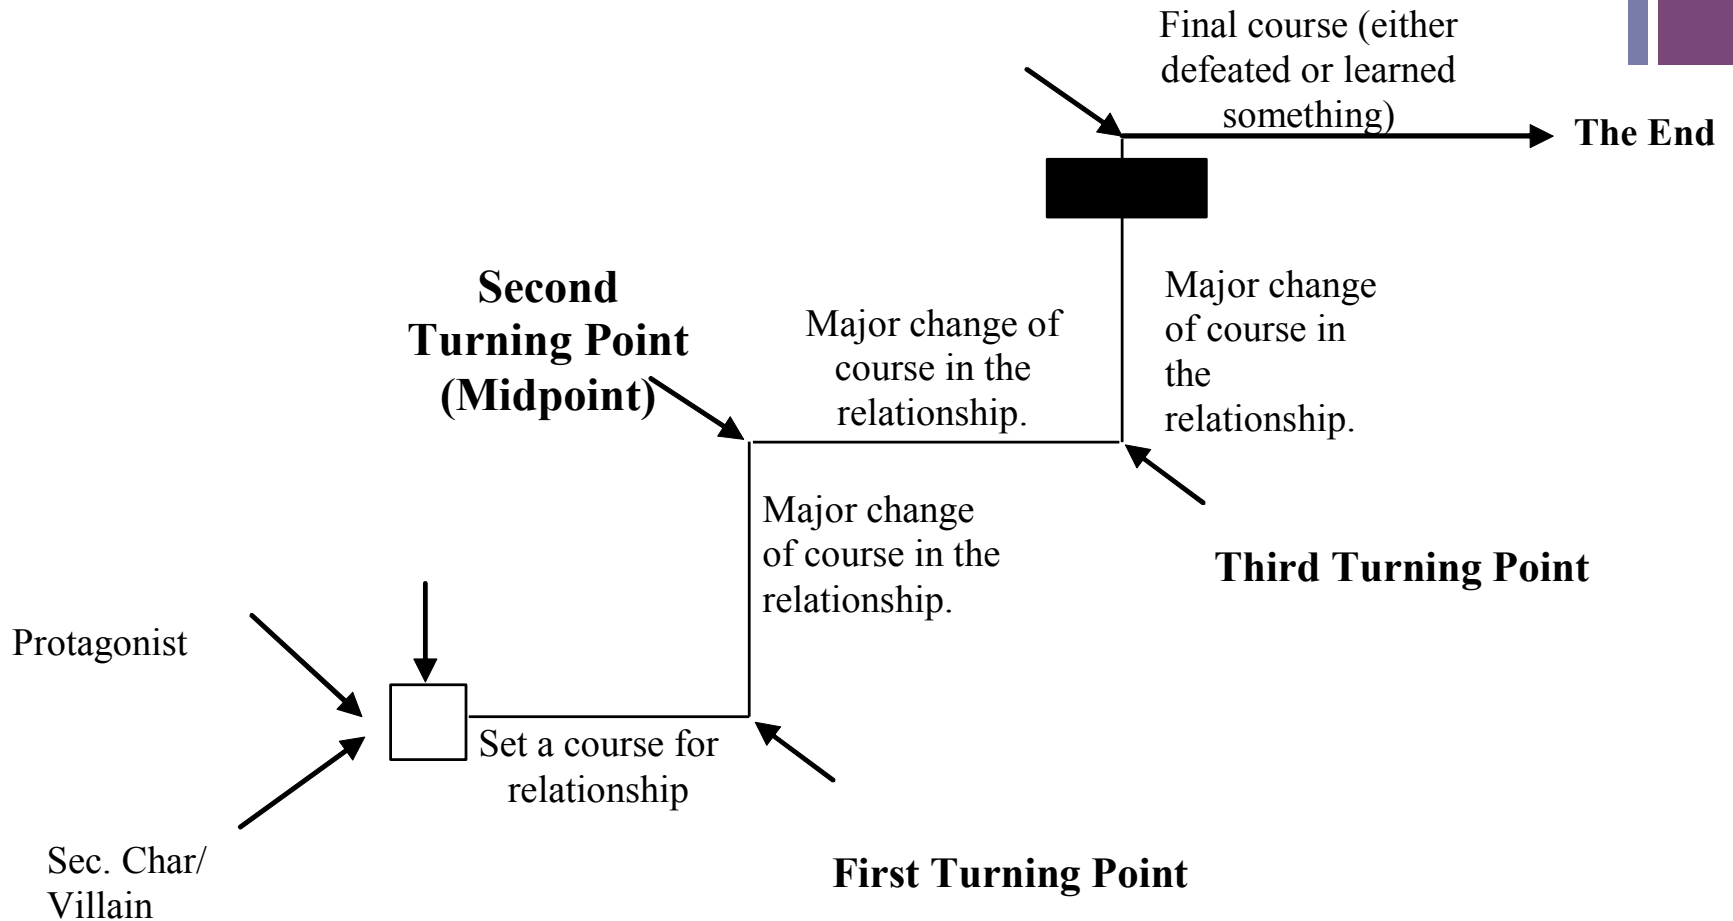 Final course (either
defeated or learned
something)
The End
Second
Turning Point
(Midpoint)
Major change of
course in the
relationship.
Major change
of course in
the
relationship.
Major change
of course in the
relationship.
Third Turning Point
Protagonist
Set a course for
relationship
Sec. Char/
Villain
First Turning Point